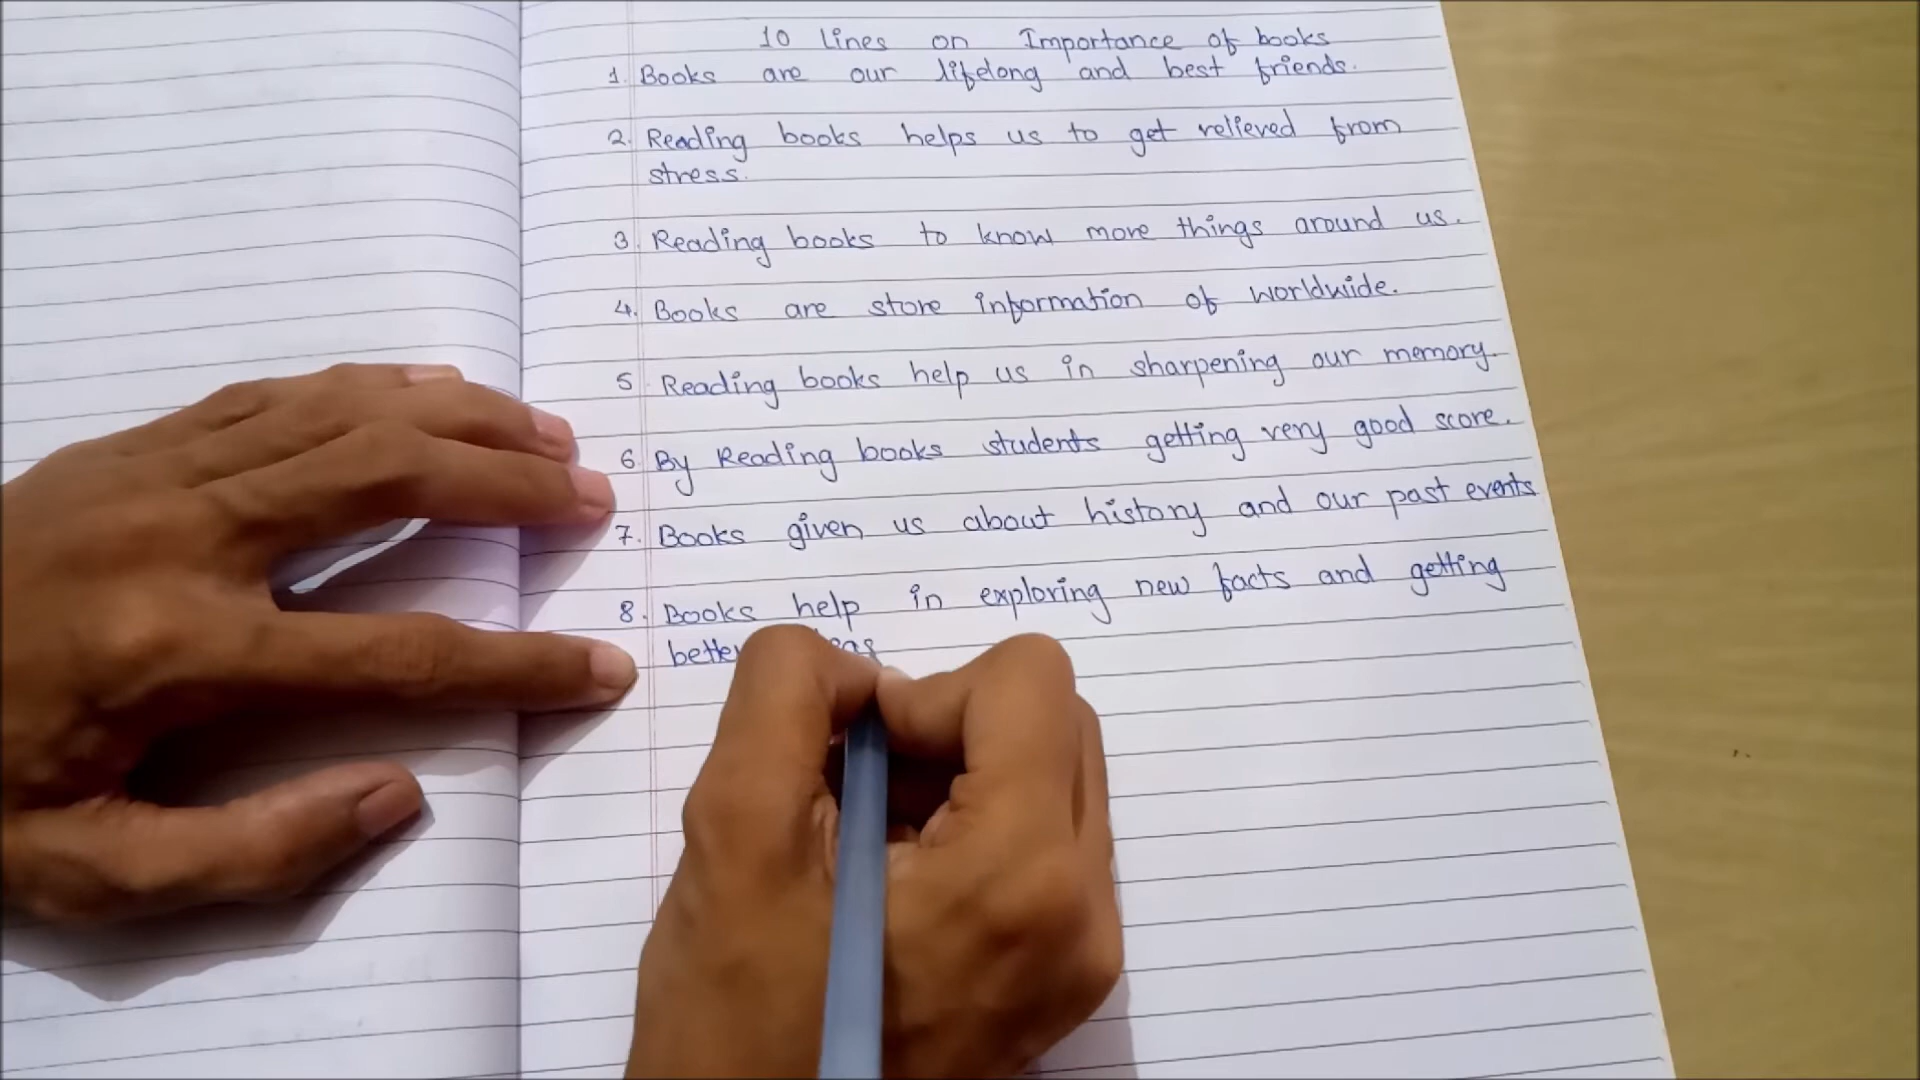 10 Lines on Importance of books
1. Books are our lifelong and best friends.
2. Reading books helps us to get relieved from
stress.
3. Reading books to know more things around us.
4. Books are store information of worldwide.
5. Reading books help us in sharpening our memory.
6 By Reading books students getting very good score.
7. Books given us about history and our past events
8. Books help in exploring new facts and getting
better